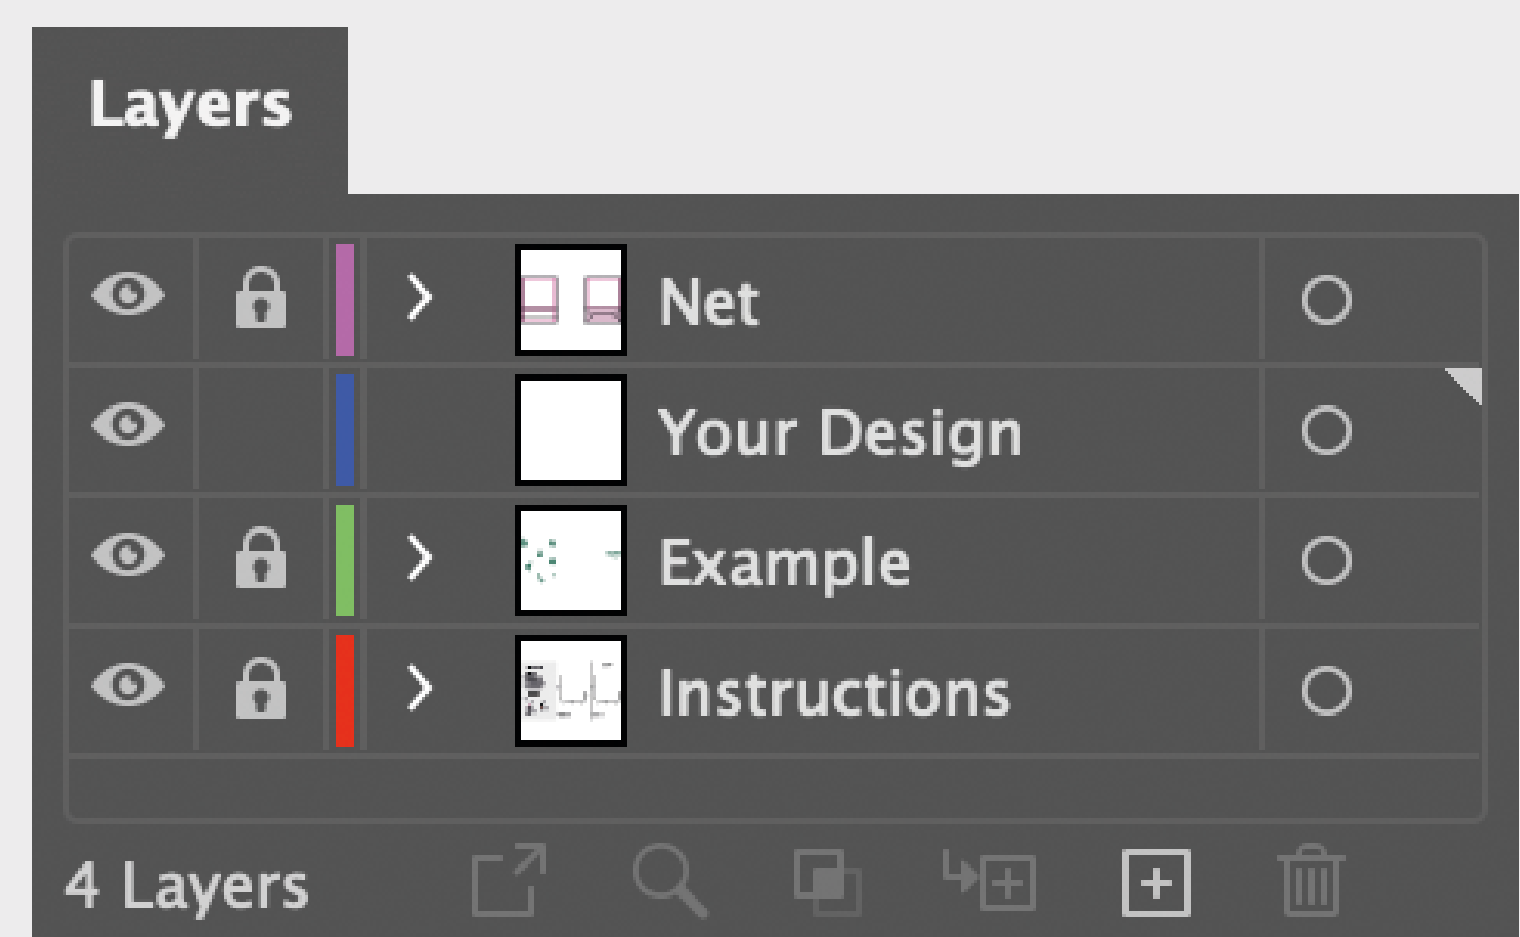 Layers
Net
Your Design
Example
Instructions
4 Layers